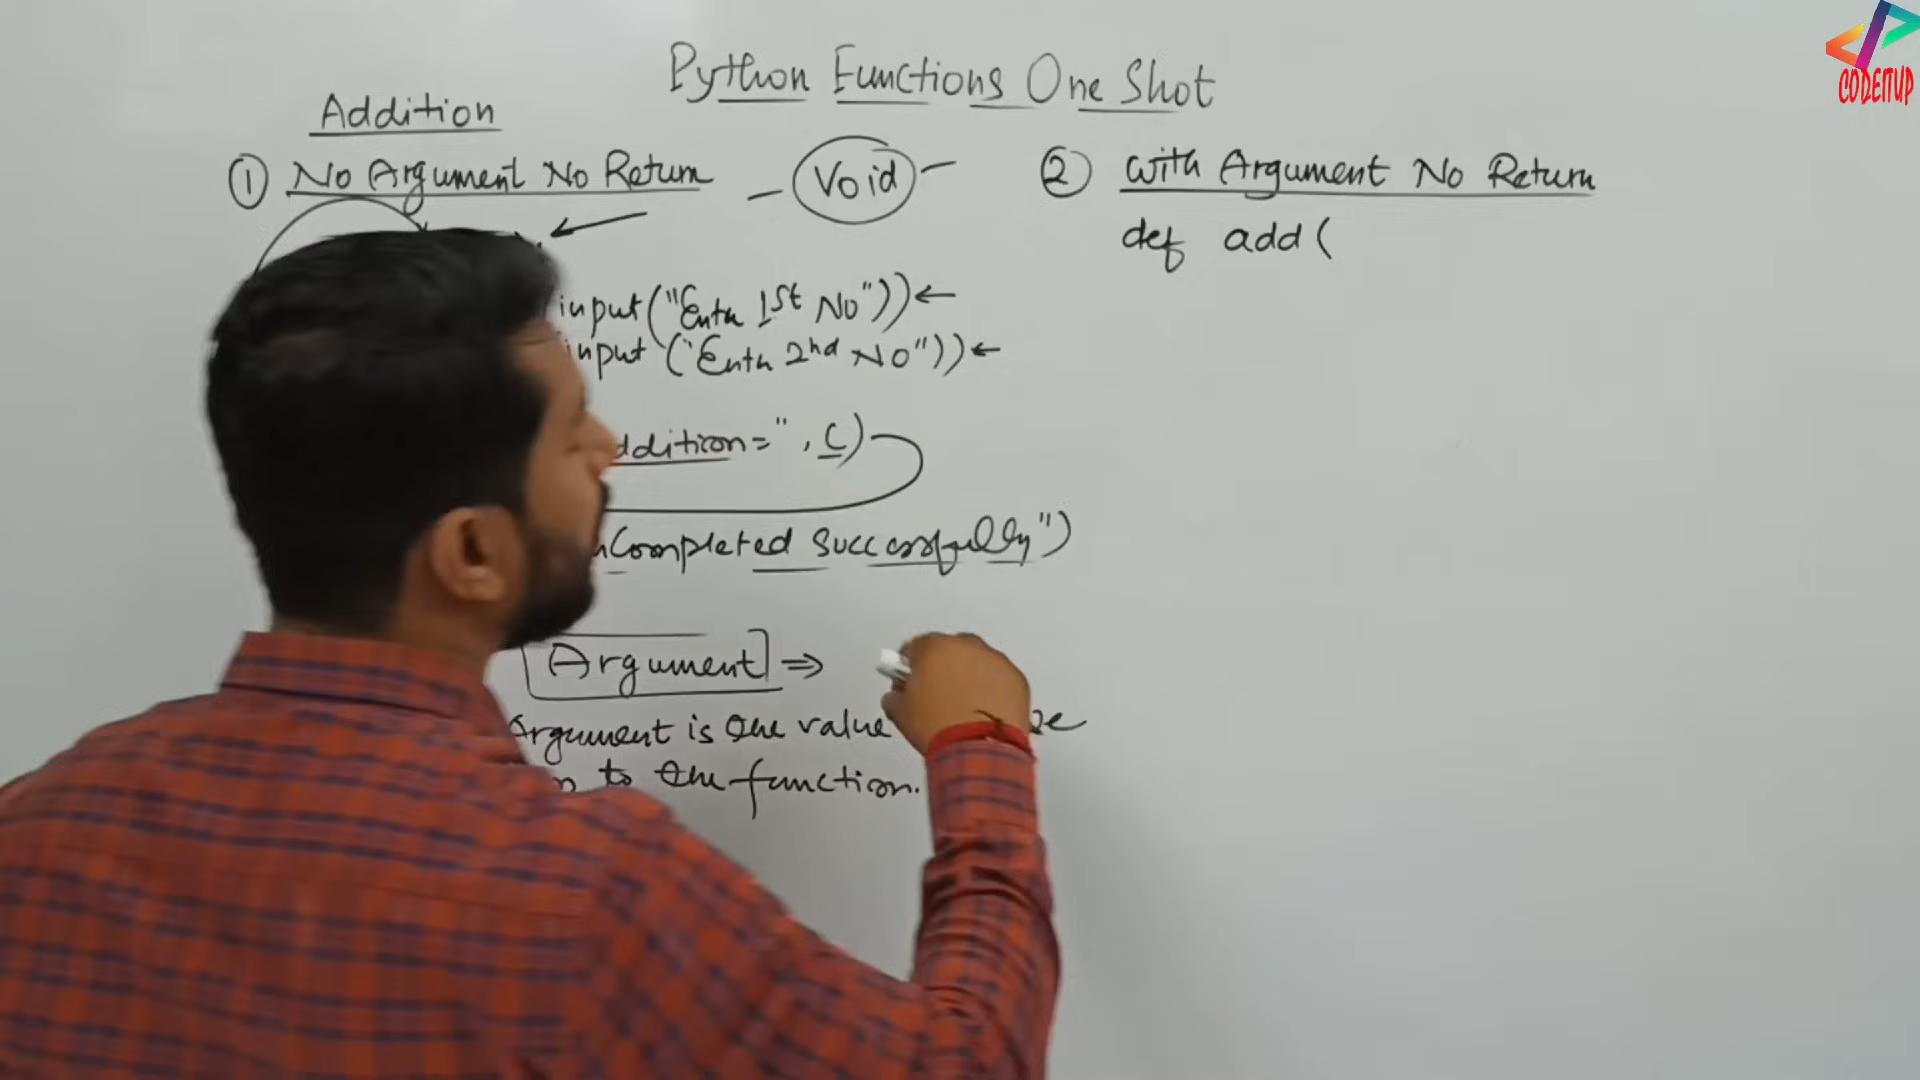 Python Functions One Shot
CODEITUP
Addition
① No Argument No Return
— Void —
input("Enter 1st No")) ←
input("Enter 2nd No")) ←
ddition=", c)
Completed Successfully")
Argument ⇒
Argument is the value
to the function.
② With Argument No Return
def add(